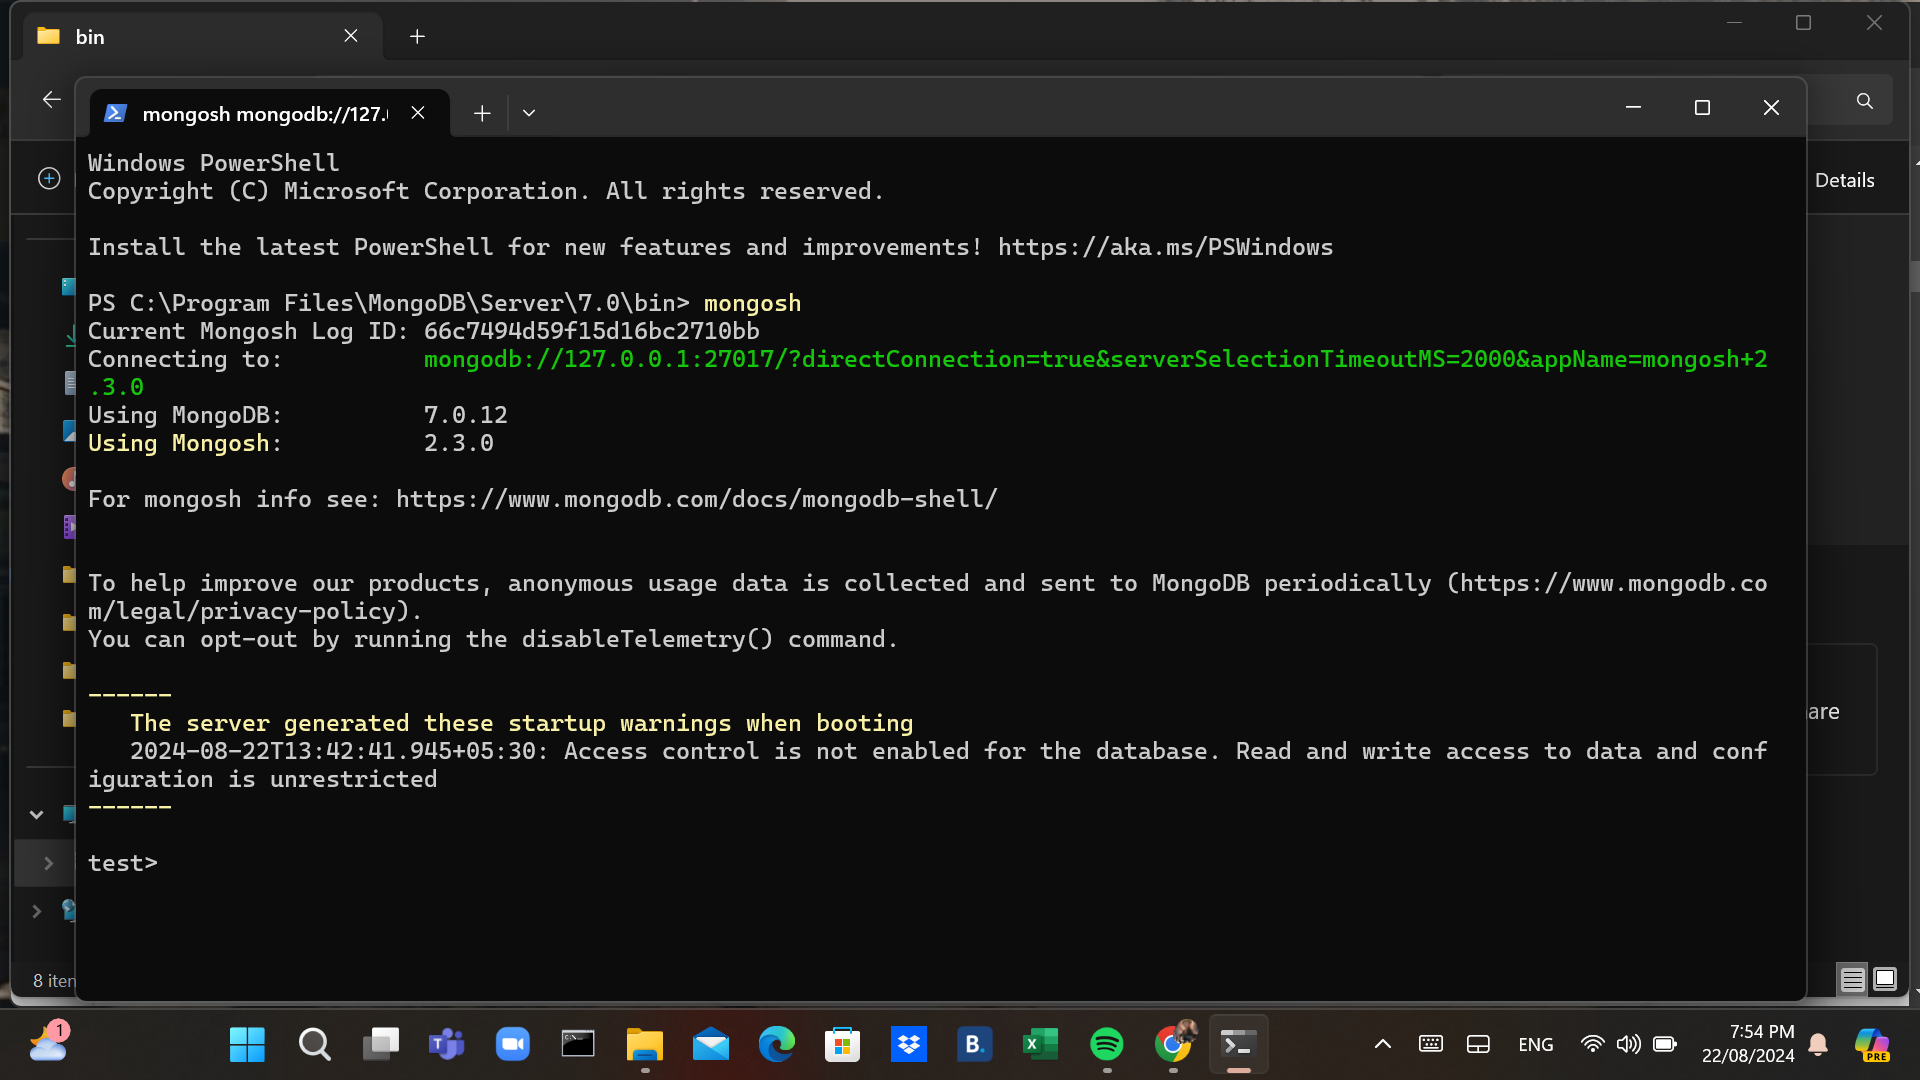 bin
mongosh mongodb://127.
Windows PowerShell
Copyright (C) Microsoft Corporation. All rights reserved.
Install the latest PowerShell for new features and improvements! https://aka.ms/PSWindows
PS C:\Program Files\MongoDB\Server\7.0\bin> mongosh
Current Mongosh Log ID: 66c7494d59f15d16bc2710bb
Connecting to: mongodb://127.0.0.1:27017/?directConnection=true&serverSelectionTimeoutMS=2000&appName=mongosh+2
.3.0
Using MongoDB: 7.0.12
Using Mongosh: 2.3.0
For mongosh info see: https://www.mongodb.com/docs/mongodb-shell/
To help improve our products, anonymous usage data is collected and sent to MongoDB periodically (https://www.mongodb.co
m/legal/privacy-policy).
You can opt-out by running the disableTelemetry() command.
------
The server generated these startup warnings when booting
2024-08-22T13:42:41.945+05:30: Access control is not enabled for the database. Read and write access to data and conf
iguration is unrestricted
------
test>
Details
are
8 iten
1
B.
ENG
7:54 PM
22/08/2024
PRE